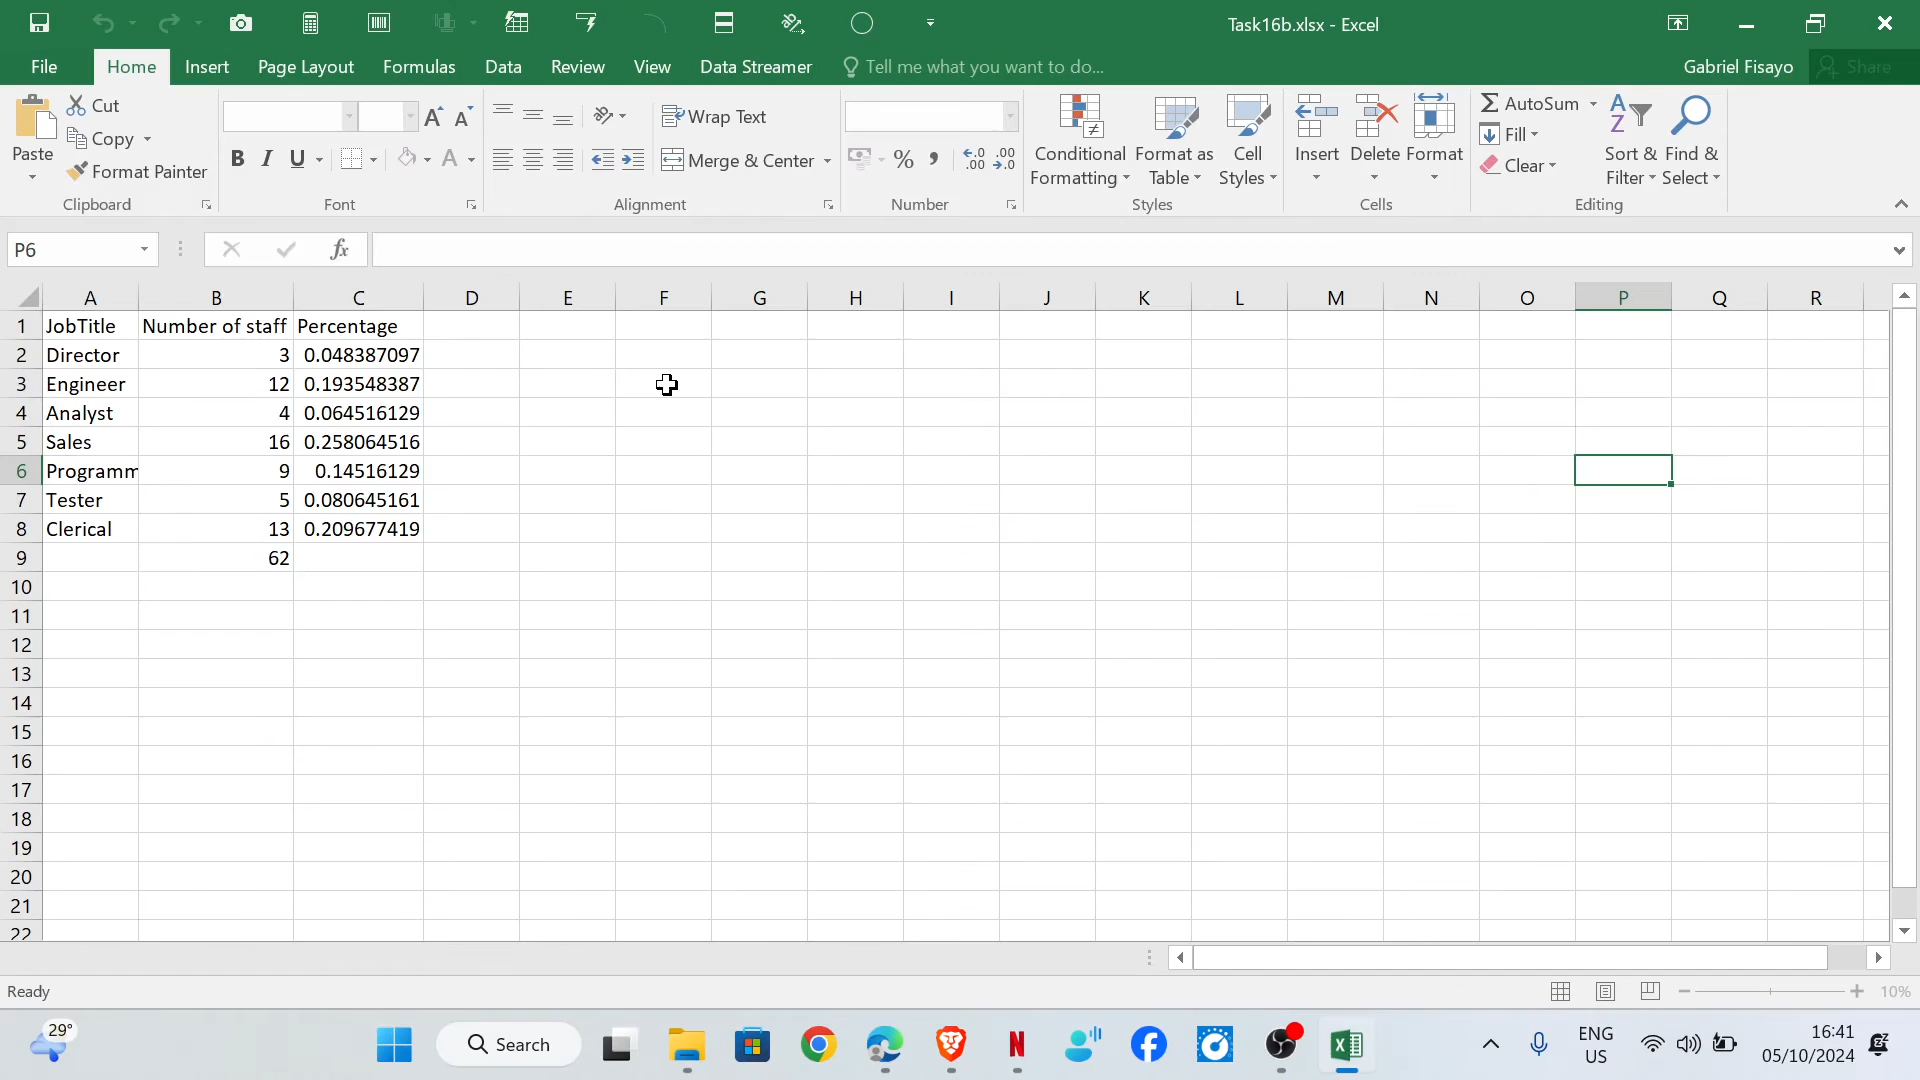 Task16b.xlsx - Excel
File Home Insert Page Layout Formulas Data Review View Data Streamer Tell me what you want to do... Gabriel Fisayo Share
Paste Cut Copy Format Painter Clipboard
B I U Font
Wrap Text Merge & Center Alignment
% Number
Conditional Formatting Format as Table Cell Styles Styles
Insert Delete Format Cells
AutoSum Fill Clear Sort & Filter Find & Select Editing
P6 fx
A B C D E F G H I J K L M N O P Q R
1 JobTitle Number of staff Percentage
2 Director 3 0.048387097
3 Engineer 12 0.193548387
4 Analyst 4 0.064516129
5 Sales 16 0.258064516
6 Programm 9 0.14516129
7 Tester 5 0.080645161
8 Clerical 13 0.209677419
9 62
10
11
12
13
14
15
16
17
18
19
20
21
22
Ready 10%
29° Search ENG US 16:41 05/10/2024